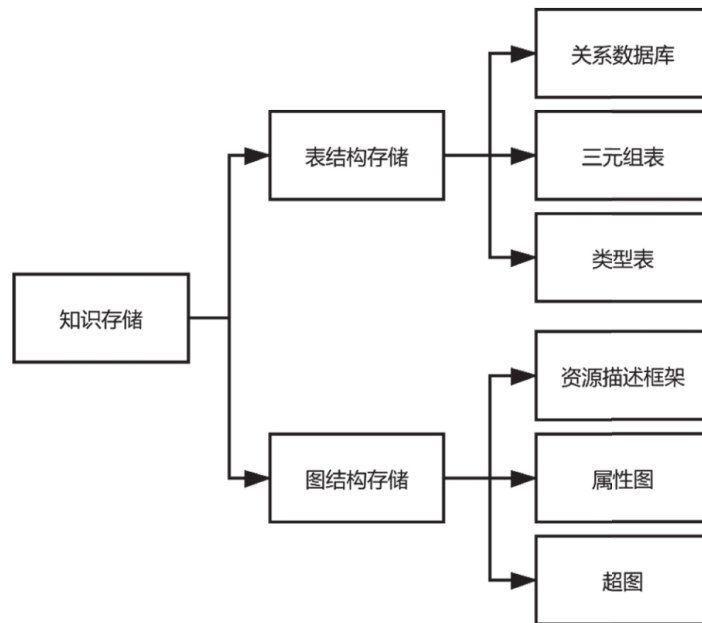 知识存储
表结构存储
关系数据库
三元组表
类型表
图结构存储
资源描述框架
属性图
超图